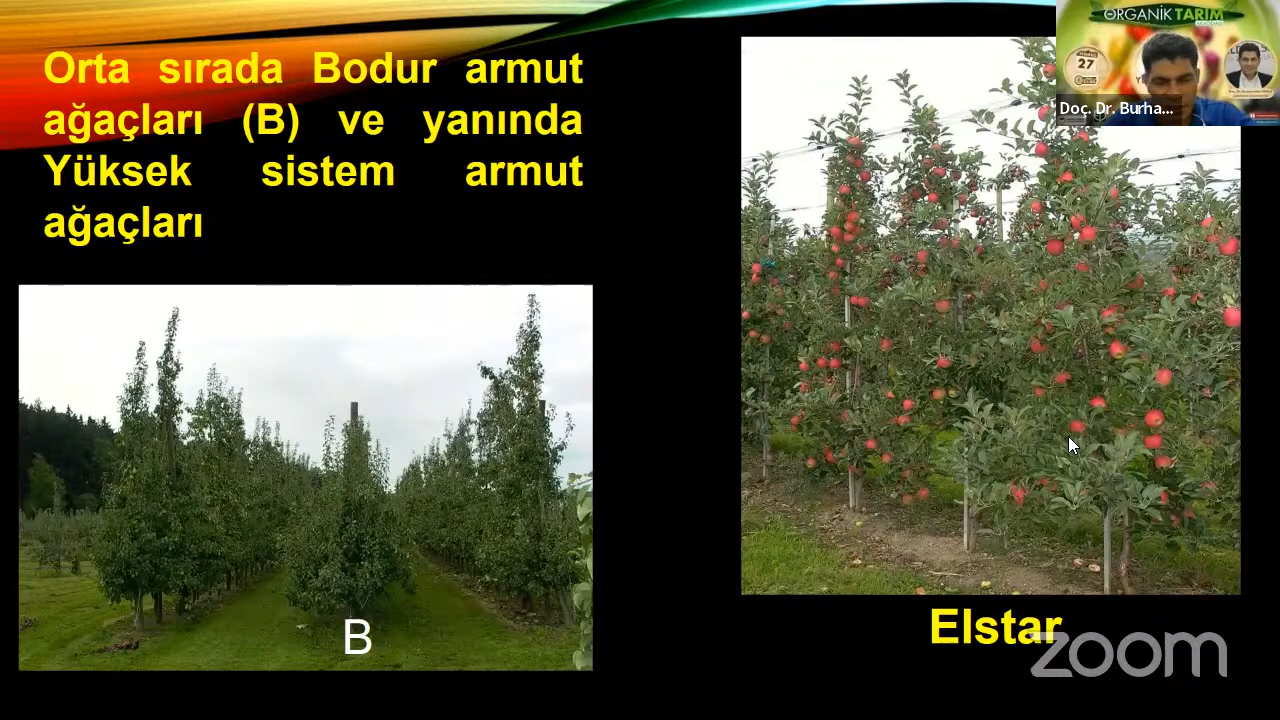 Orta sırada Bodur armut
ağaçları (B) ve yanında
Yüksek sistem armut
ağaçları
B
Elstar
zoom
ORGANİK TARIM
27
Doç. Dr. Burha...